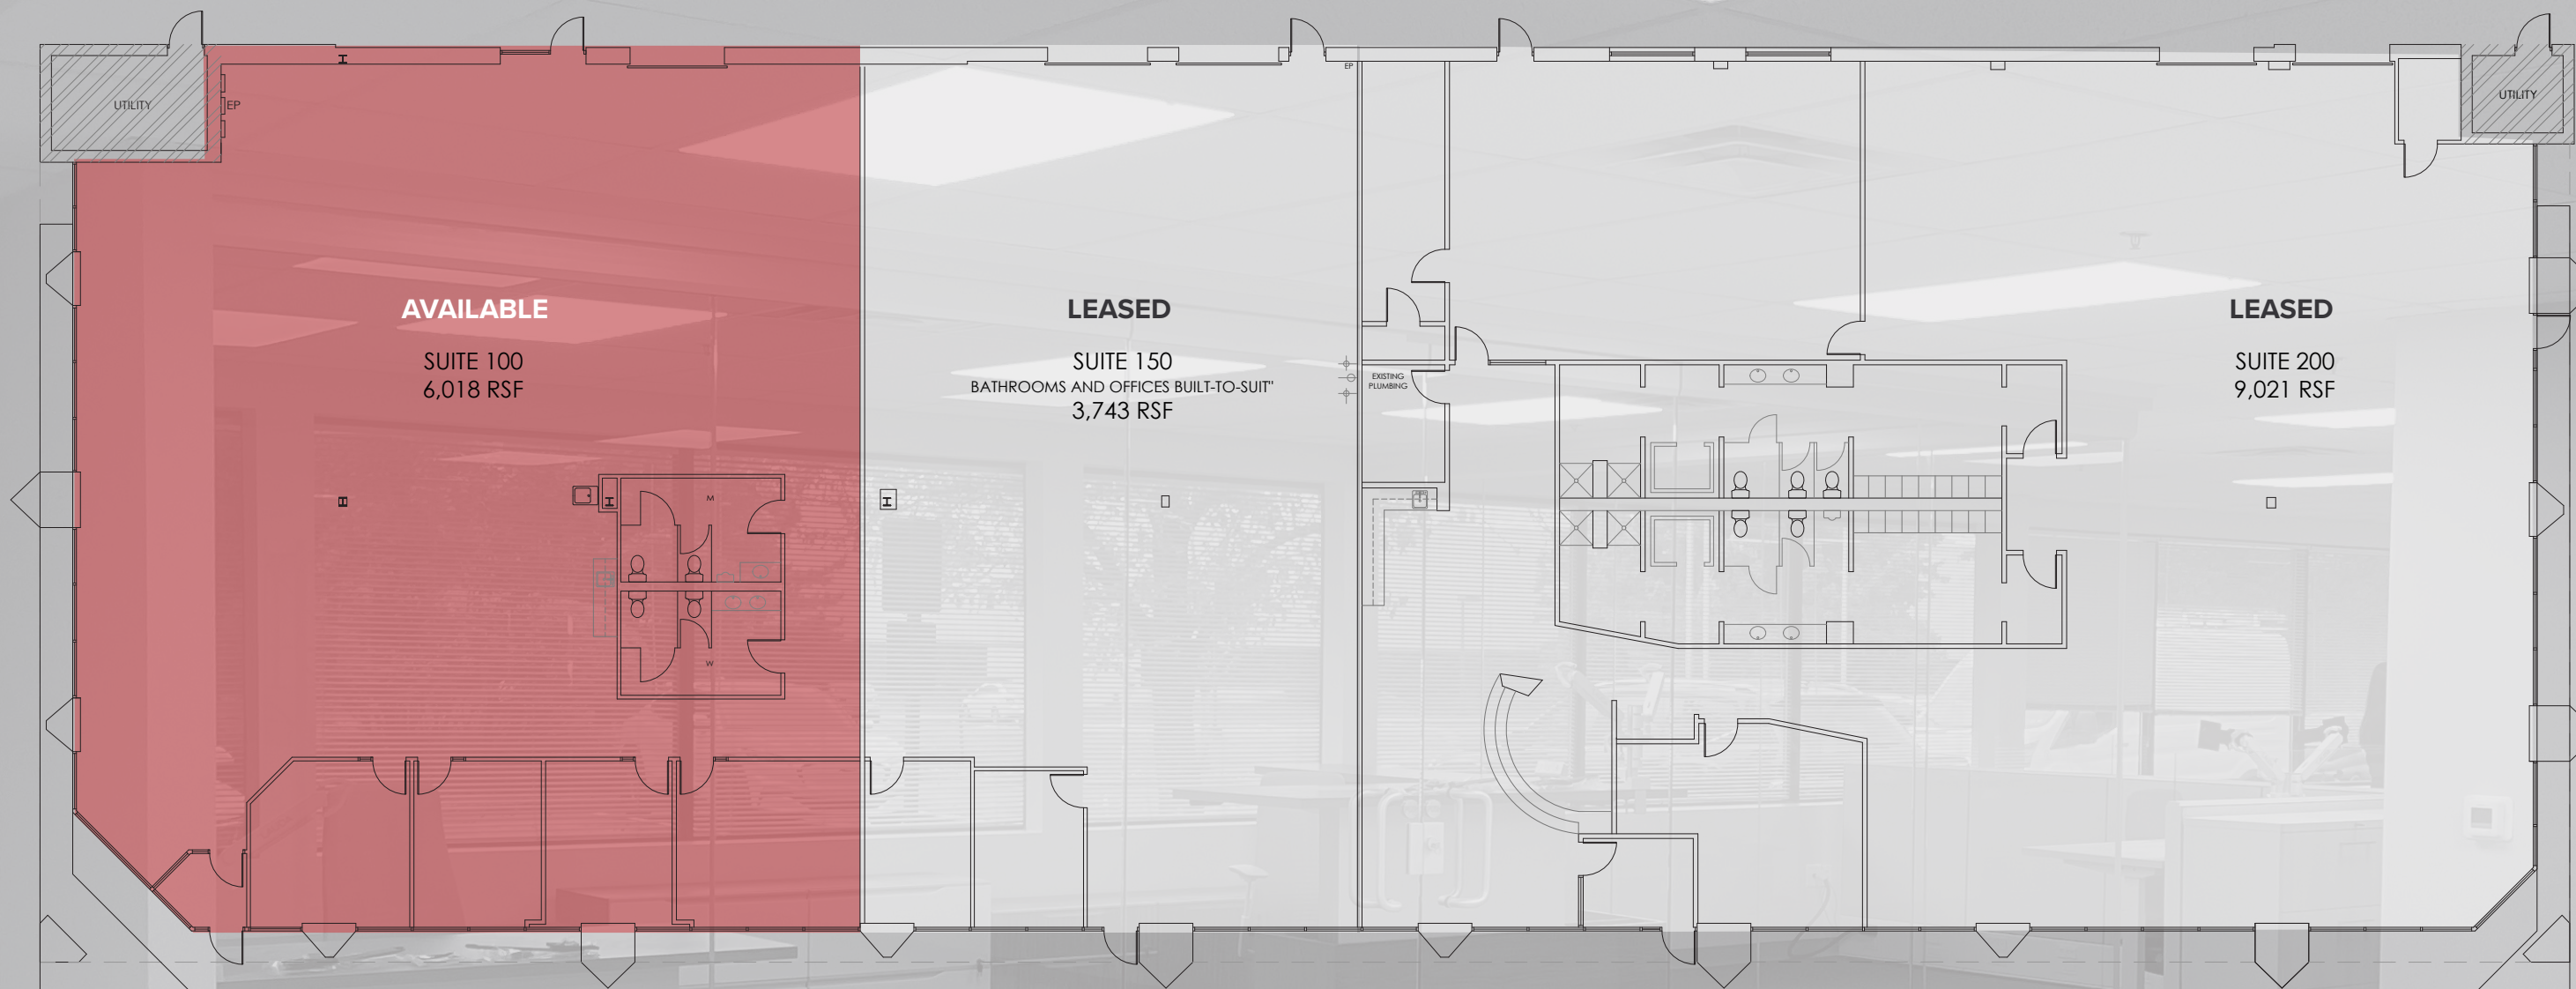 UTILITY
EP
EP
UTILITY
AVAILABLE
SUITE 100
6,018 RSF
LEASED
SUITE 150
BATHROOMS AND OFFICES BUILT-TO-SUIT"
3,743 RSF
EXISTING
PLUMBING
LEASED
SUITE 200
9,021 RSF
M
W